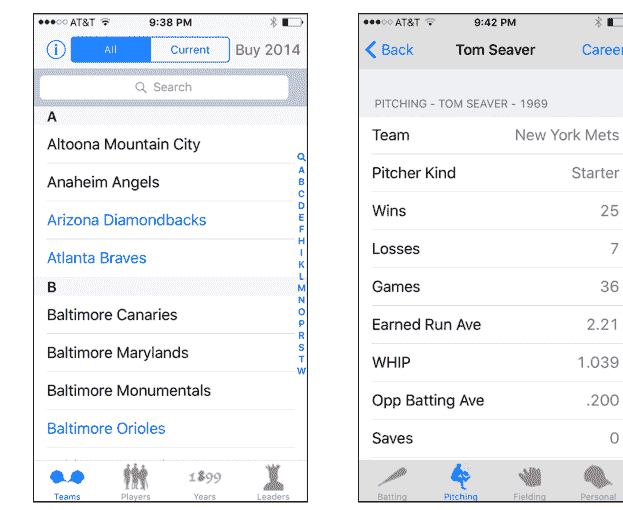 AT&T 9:38 PM
All Current Buy 2014
Search
A
Altoona Mountain City
Anaheim Angels
Arizona Diamondbacks
Atlanta Braves
B
Baltimore Canaries
Baltimore Marylands
Baltimore Monumentals
Baltimore Orioles
A
B
C
D
E
F
H
I
K
L
M
N
O
P
R
S
T
W
1899
Teams Players Years Leaders
AT&T 9:42 PM
Back Tom Seaver Career
PITCHING - TOM SEAVER - 1969
Team New York Mets
Pitcher Kind Starter
Wins 25
Losses 7
Games 36
Earned Run Ave 2.21
WHIP 1.039
Opp Batting Ave .200
Saves 0
Batting Pitching Fielding Personal